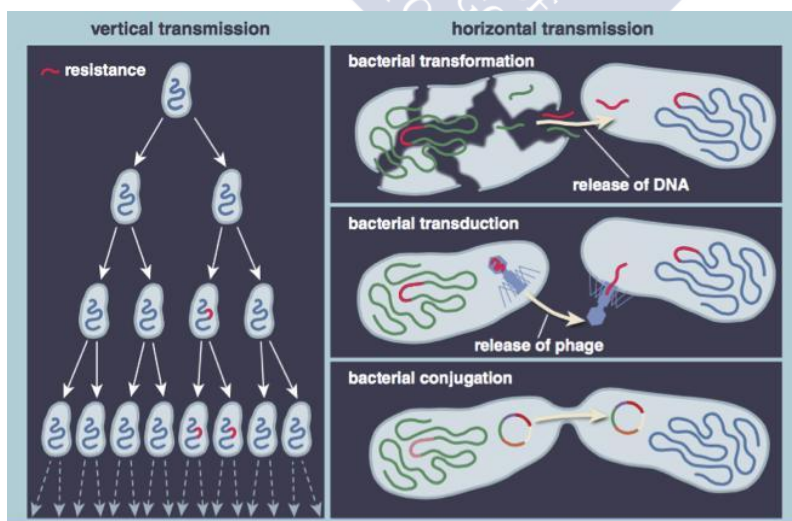 vertical transmission
resistance
horizontal transmission
bacterial transformation
release of DNA
bacterial transduction
release of phage
bacterial conjugation